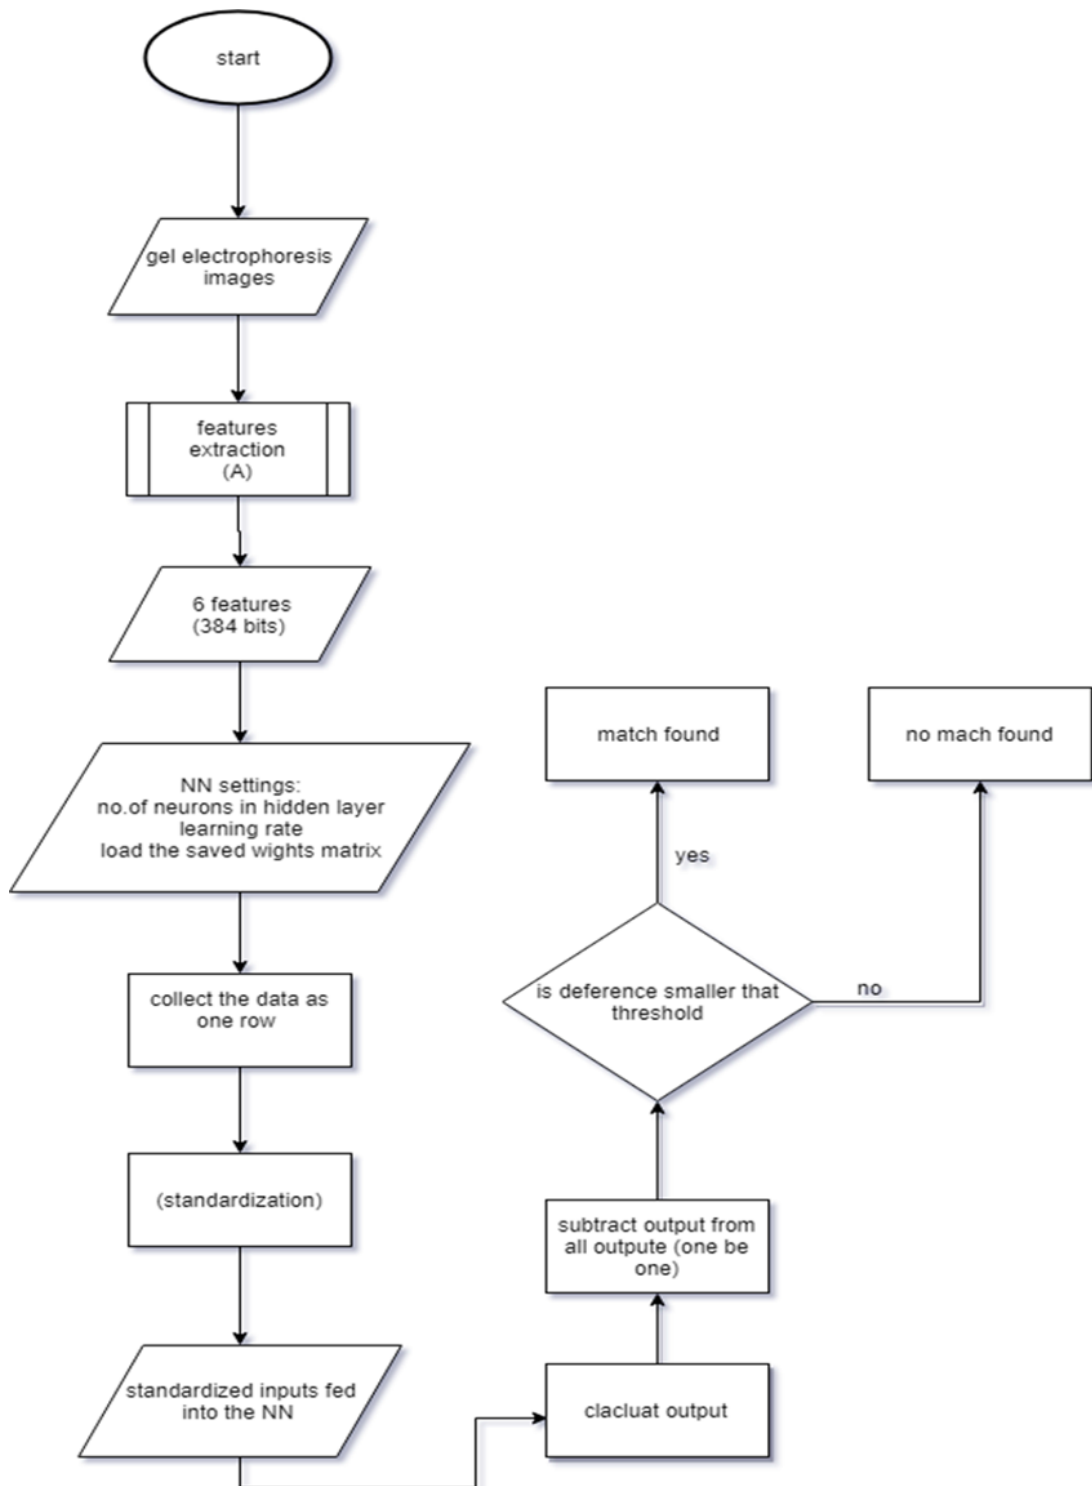 start
gel electrophoresis
images
features
extraction
(A)
6 features
(384 bits)
NN settings:
no.of neurons in hidden layer
learning rate
load the saved wights matrix
collect the data as
one row
(standardization)
standardized inputs fed
into the NN
clacluat output
subtract output from
all outpute (one be
one)
is deference smaller that
threshold
yes
no
match found
no mach found